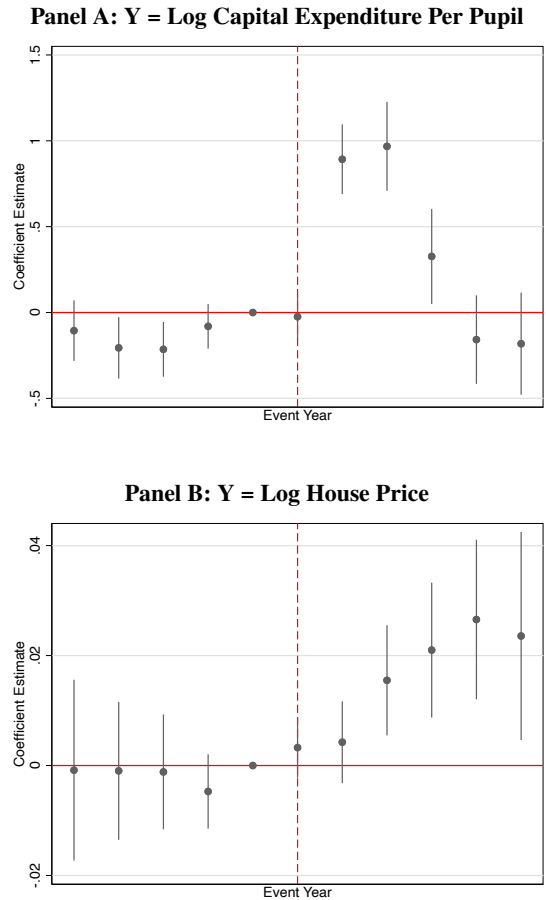 Panel A: Y = Log Capital Expenditure Per Pupil
1.5
1
.5
0
-.5
Coefficient Estimate
Event Year
Panel B: Y = Log House Price
.04
.02
0
-.02
Coefficient Estimate
Event Year